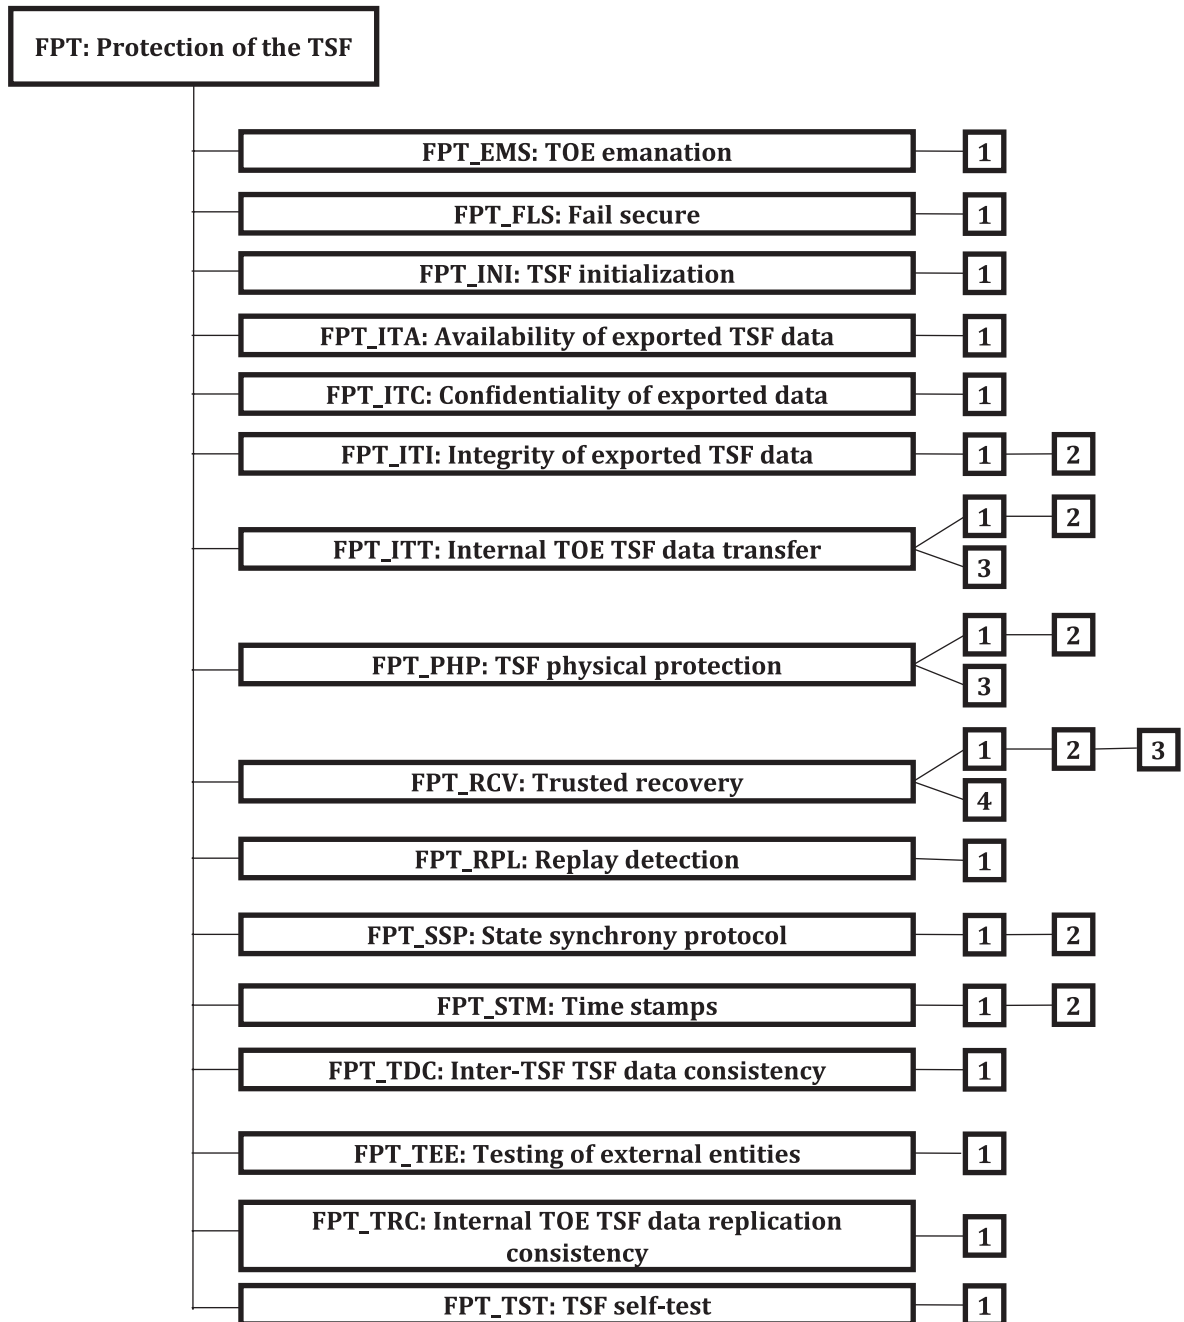 FPT: Protection of the TSF
FPT_EMS: TOE emanation 1
FPT_FLS: Fail secure 1
FPT_INI: TSF initialization 1
FPT_ITA: Availability of exported TSF data 1
FPT_ITC: Confidentiality of exported data 1
FPT_ITI: Integrity of exported TSF data 1 2
1 2
FPT_ITT: Internal TOE TSF data transfer
3
1 2
FPT_PHP: TSF physical protection
3
1 2 3
FPT_RCV: Trusted recovery
4
FPT_RPL: Replay detection 1
FPT_SSP: State synchrony protocol 1 2
FPT_STM: Time stamps 1 2
FPT_TDC: Inter-TSF TSF data consistency 1
FPT_TEE: Testing of external entities 1
FPT_TRC: Internal TOE TSF data replication
consistency
1
FPT_TST: TSF self-test 1